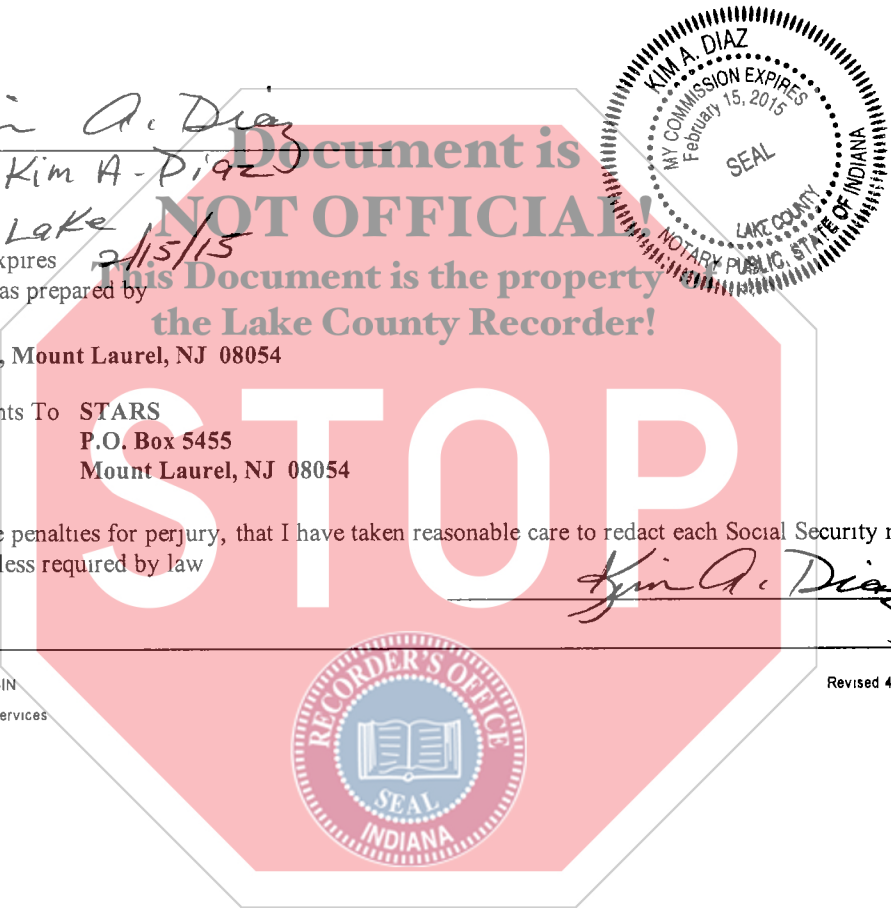 KIM A. DIAZ
MY COMMISSION EXPIRES
February 15, 2015
SEAL
LAKE COUNTY
NOTARY PUBLIC, STATE OF INDIANA
A. Diaz
Kim A-Diaz
Document is
Lake
NOT OFFICIAL!
xpires 2/15/15
This Document is the property of
as prepared by
the Lake County Recorder!
, Mount Laurel, NJ 08054
STOP
nts To STARS
P.O. Box 5455
Mount Laurel, NJ 08054
e penalties for perjury, that I have taken reasonable care to redact each Social Security
less required by law
Kim A. Diaz
IN
Revised 4
ervices
RECORDER'S OFFICE
SEAL
INDIANA